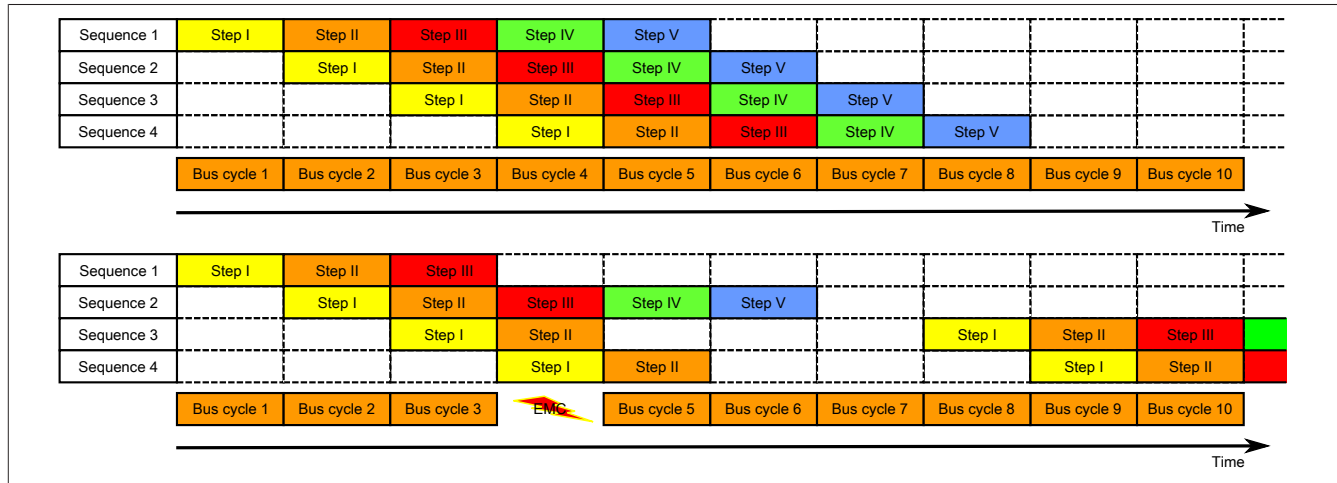 Sequence 1 Step I Step II Step III Step IV Step V
Sequence 2 Step I Step II Step III Step IV Step V
Sequence 3 Step I Step II Step III Step IV Step V
Sequence 4 Step I Step II Step III Step IV Step V
Bus cycle 1 Bus cycle 2 Bus cycle 3 Bus cycle 4 Bus cycle 5 Bus cycle 6 Bus cycle 7 Bus cycle 8 Bus cycle 9 Bus cycle 10
Time
Sequence 1 Step I Step II Step III
Sequence 2 Step I Step II Step III Step IV Step V
Sequence 3 Step I Step II Step I Step II Step III
Sequence 4 Step I Step II Step I Step II
Bus cycle 1 Bus cycle 2 Bus cycle 3 EMC Bus cycle 5 Bus cycle 6 Bus cycle 7 Bus cycle 8 Bus cycle 9 Bus cycle 10
Time